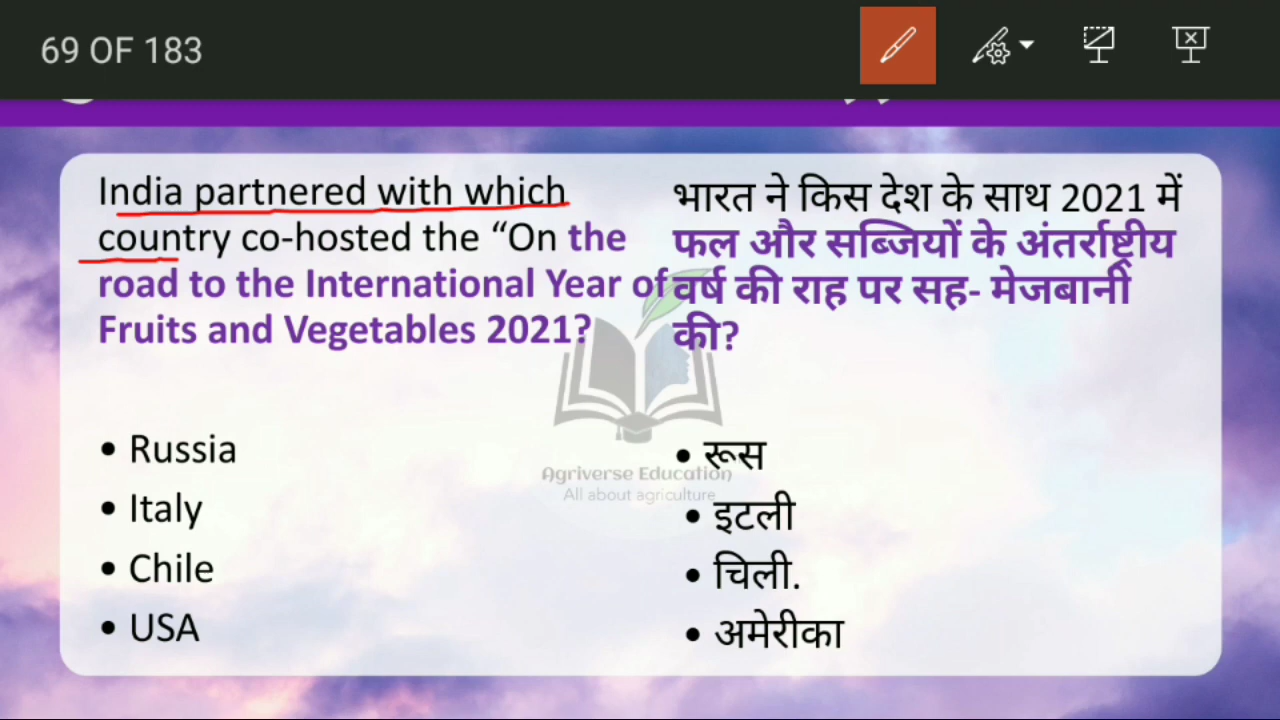 69 OF 183
India partnered with which
country co-hosted the “On the
road to the International Year of
Fruits and Vegetables 2021?
• Russia
• Italy
• Chile
• USA
भारत ने किस देश के साथ 2021 में
फल और सब्जियों के अंतर्राष्ट्रीय
वर्ष की राह पर सह- मेजबानी
की?
• रूस
• इटली
• चिली.
• अमेरीका
Agriverse Education
All about agriculture